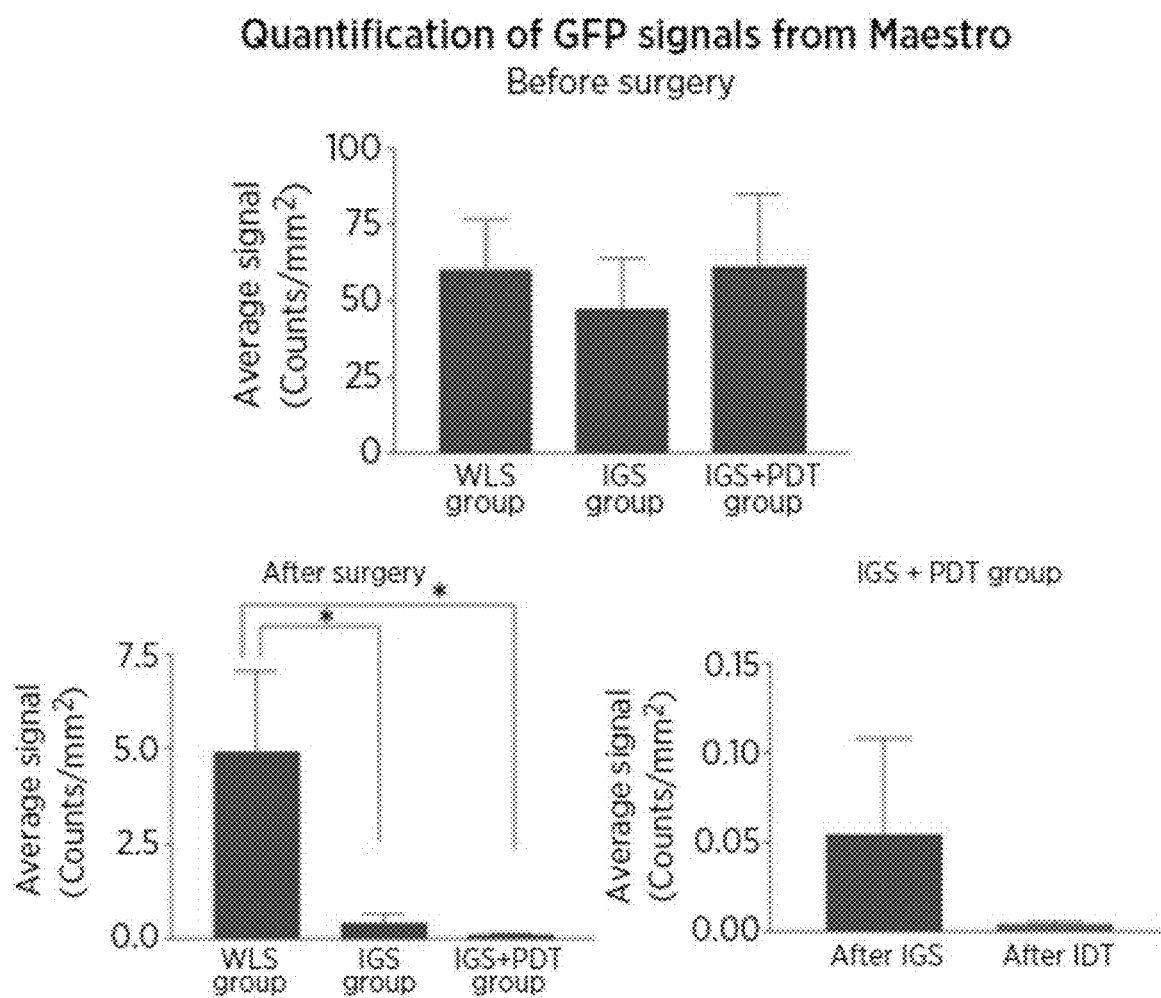 Quantification of GFP signals from Maestro
Before surgery
Average signal
(Counts/mm²)
100
75
50
25
0
WLS
group
IGS
group
IGS+PDT
group
After surgery
*
*
Average signal
(Counts/mm²)
7.5
5.0
2.5
0.0
WLS
group
IGS
group
IGS+PDT
group
IGS + PDT group
Average signal
(Counts/mm²)
0.15
0.10
0.05
0.00
After IGS
After IDT